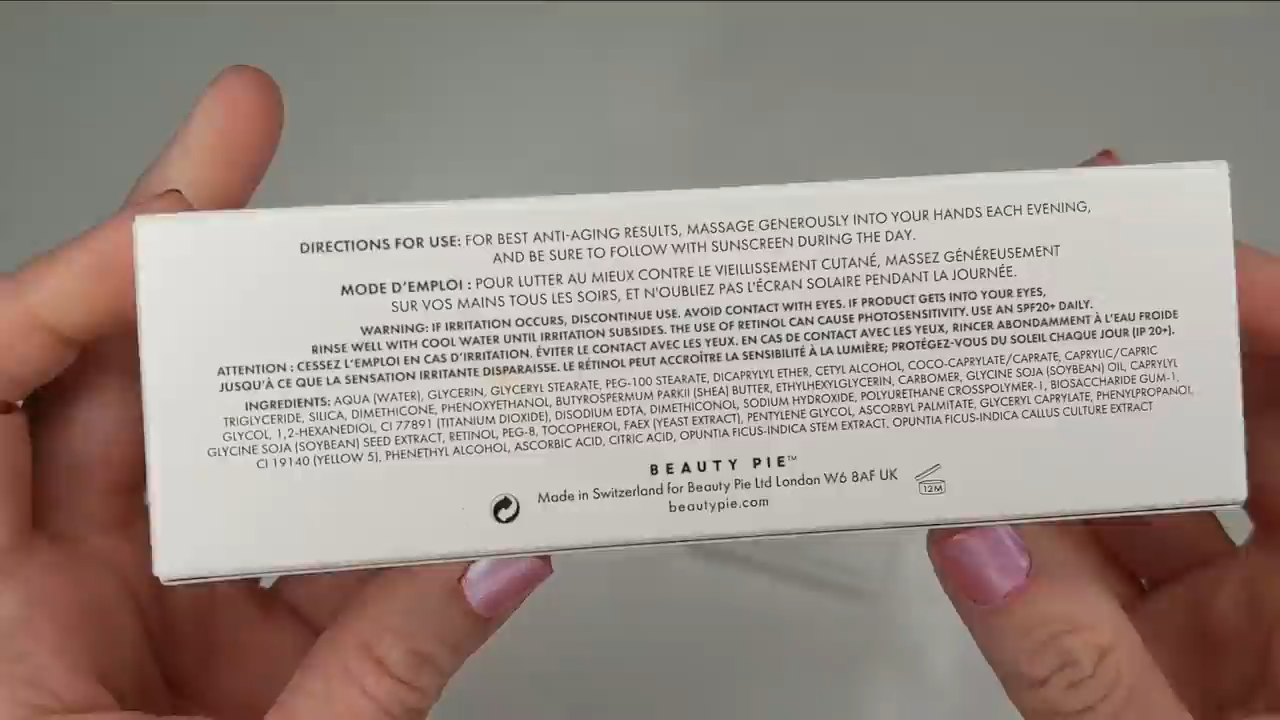 DIRECTIONS FOR USE: FOR BEST ANTI-AGING RESULTS, MASSAGE GENEROUSLY INTO YOUR HANDS EACH EVENING,
AND BE SURE TO FOLLOW WITH SUNSCREEN DURING THE DAY.
MODE D'EMPLOI : POUR LUTTER AU MIEUX CONTRE LE VIEILLISSEMENT CUTANÉ, MASSEZ GÉNÉREUSEMENT
SUR VOS MAINS TOUS LES SOIRS, ET N'OUBLIEZ PAS L'ÉCRAN SOLAIRE PENDANT LA JOURNÉE.
WARNING: IF IRRITATION OCCURS, DISCONTINUE USE. AVOID CONTACT WITH EYES. IF PRODUCT GETS INTO YOUR EYES,
RINSE WELL WITH COOL WATER UNTIL IRRITATION SUBSIDES. THE USE OF RETINOL CAN CAUSE PHOTOSENSITIVITY. USE AN SPF20+ DAILY.
ATTENTION : CESSEZ L'EMPLOI EN CAS D'IRRITATION. ÉVITER LE CONTACT AVEC LES YEUX. EN CAS DE CONTACT AVEC LES YEUX, RINCER ABONDAMMENT À L'EAU FROIDE
JUSQU'À CE QUE LA SENSATION IRRITANTE DISPARAISSE. LE RÉTINOL PEUT ACCROÎTRE LA SENSIBILITÉ À LA LUMIÈRE; PROTÉGEZ-VOUS DU SOLEIL CHAQUE JOUR (IP 20+).
INGREDIENTS: AQUA (WATER), GLYCERIN, GLYCERYL STEARATE, PEG-100 STEARATE, DICAPRYLYL ETHER, CETYL ALCOHOL, COCO-CAPRYLATE/CAPRATE, CAPRYLIC/CAPRIC
TRIGLYCERIDE, SILICA, DIMETHICONE, PHENOXYETHANOL, BUTYROSPERMUM PARKII (SHEA) BUTTER, ETHYLHEXYLGLYCERIN, CARBOMER, GLYCINE SOJA (SOYBEAN) OIL, CAPRYLYL
GLYCOL, 1,2-HEXANEDIOL, CI 77891 (TITANIUM DIOXIDE), DISODIUM EDTA, DIMETHICONOL, SODIUM HYDROXIDE, POLYURETHANE CROSSPOLYMER-1, BIOSACCHARIDE GUM-1,
GLYCINE SOJA (SOYBEAN) SEED EXTRACT, RETINOL, PEG-8, TOCOPHEROL, FAEX (YEAST EXTRACT), PENTYLENE GLYCOL, ASCORBYL PALMITATE, GLYCERYL CAPRYLATE, PHENYLPROPANOL,
CI 19140 (YELLOW 5), PHENETHYL ALCOHOL, ASCORBIC ACID, CITRIC ACID, OPUNTIA FICUS-INDICA STEM EXTRACT, OPUNTIA FICUS-INDICA CALLUS CULTURE EXTRACT
BEAUTY PIE™
Made in Switzerland for Beauty Pie Ltd London W6 8AF UK
12M
beautypie.com